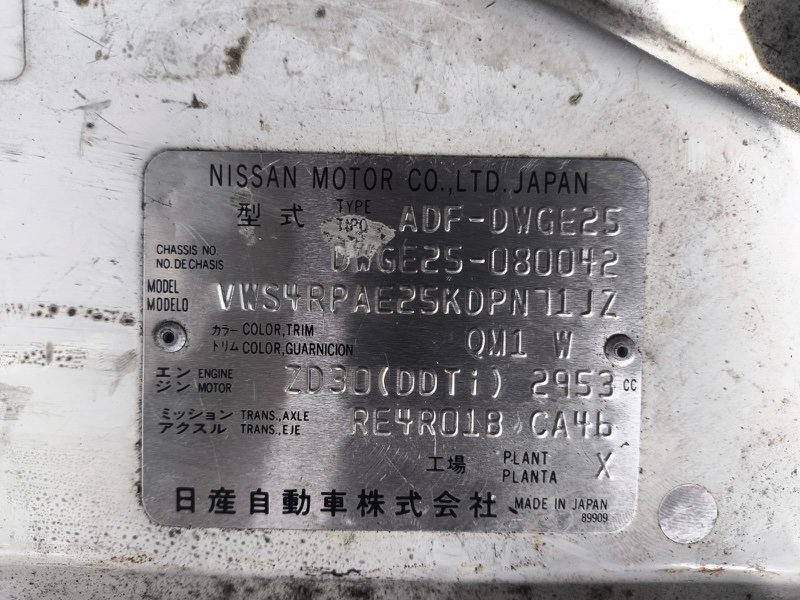 NISSAN MOTOR CO.,LTD. JAPAN
型式 TYPE TIPO ADF-DWGE25
CHASSIS NO. NO.DE CHASIS DWGE25-080042
MODEL MODELO VWS4RPAE25KDPN71JZ
カラー COLOR,TRIM
トリム COLOR,GUARNICION QM1 W
エンジン ENGINE MOTOR ZD30(DDTi) 2953 CC
ミッション TRANS.,AXLE
アクスル TRANS.,EJE RE4R01B CA46
工場 PLANT PLANTA X
日産自動車株式会社 MADE IN JAPAN
89909